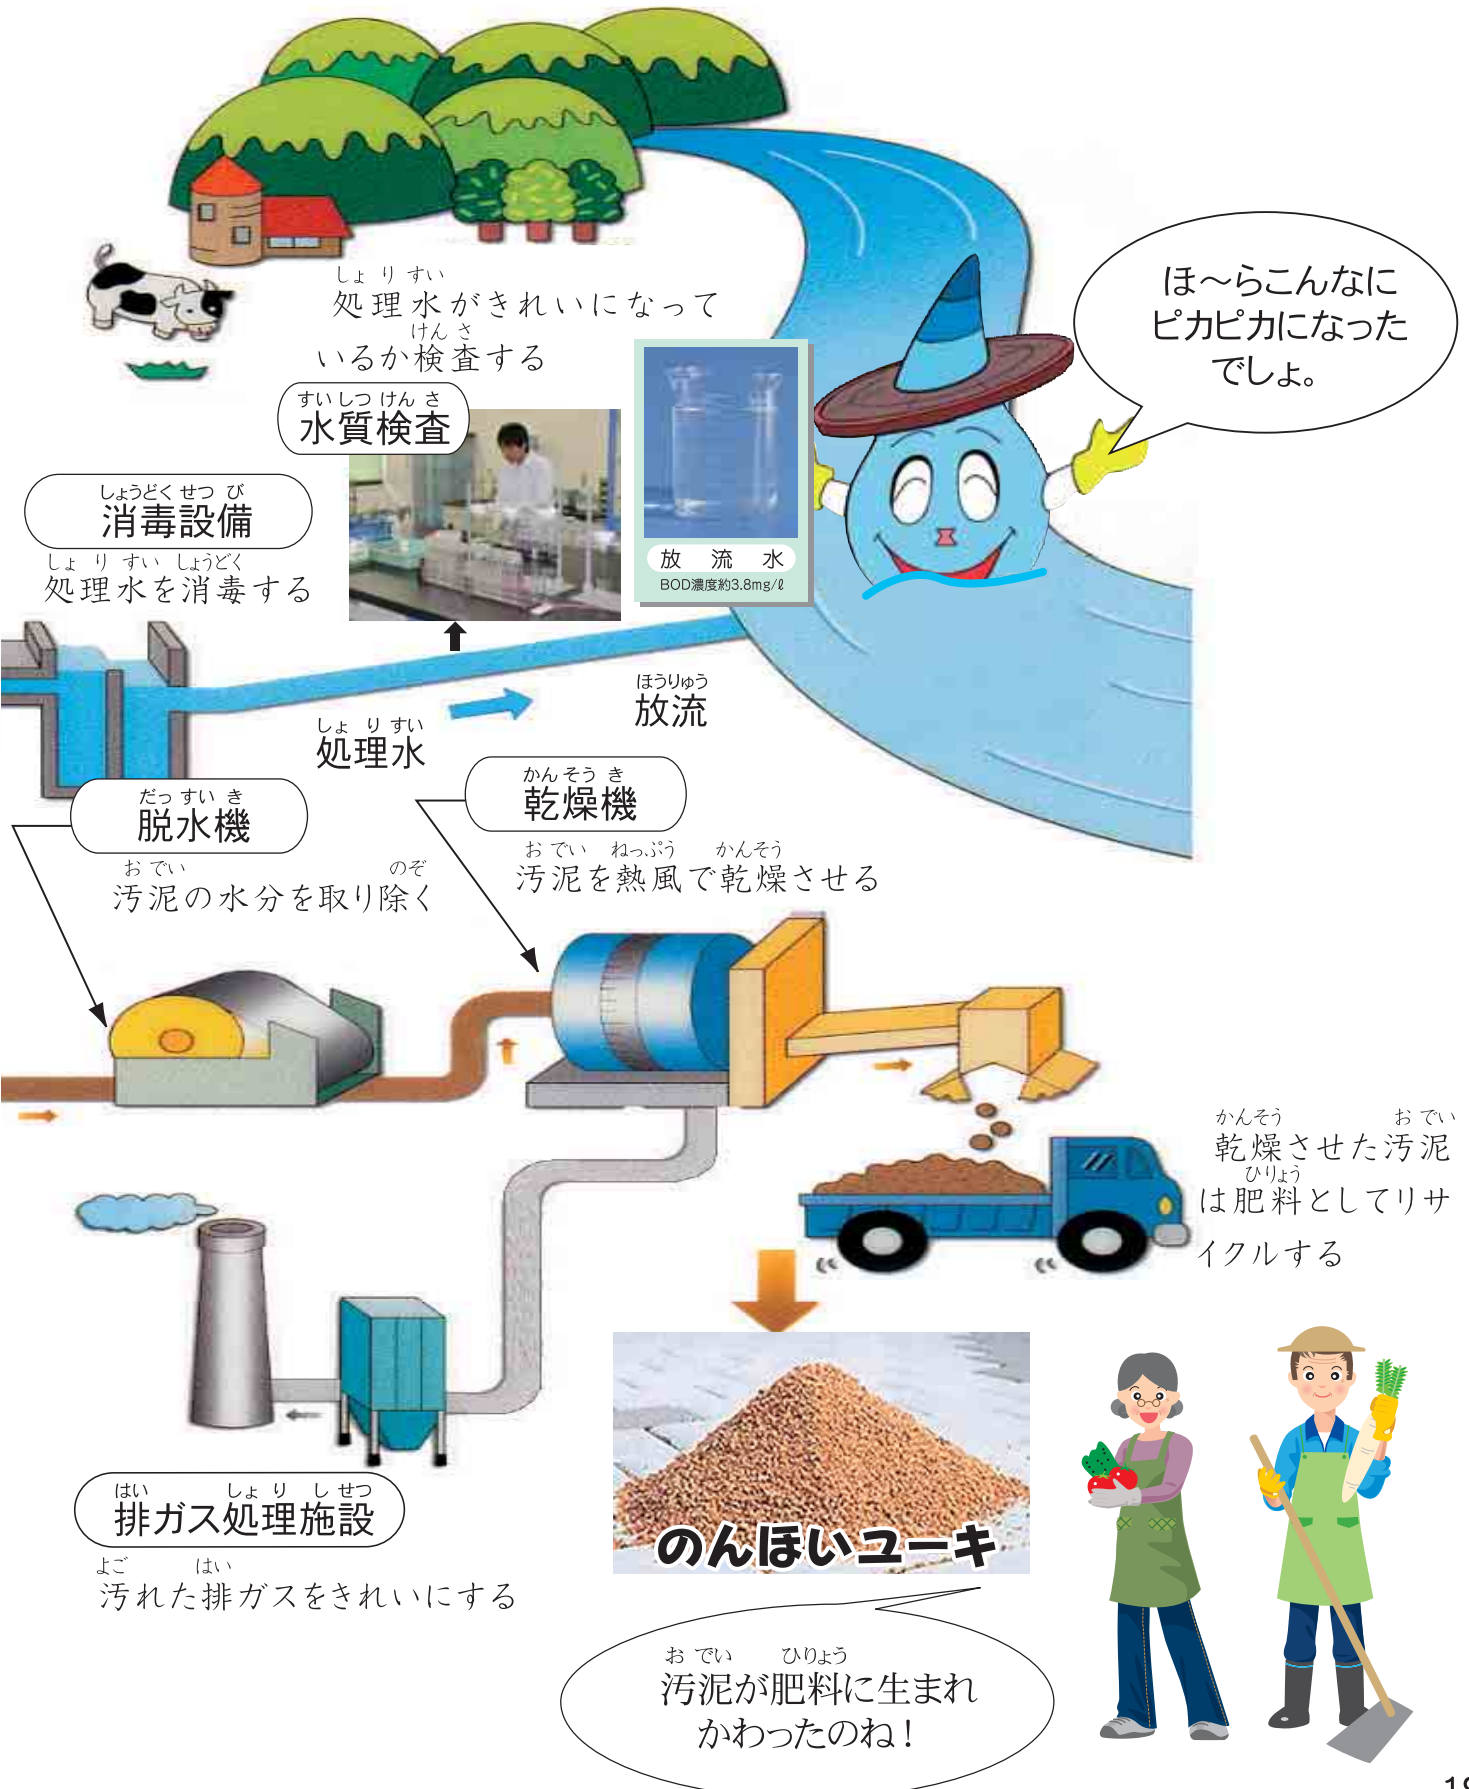 ほ～らこんなに
ピカピカになった
でしょ。
しょ り すい
処理水がきれいになって
けん さ
いるか検査する
すい しつ けん さ
水質検査
しょうどく せつ び
消毒設備
しょ り すい しょうどく
処理水を消毒する
放流水
BOD濃度約3.8mg/ℓ
ほうりゅう
放流
しょ り すい
処理水
だっ すい き
脱水機
お でい のぞ
汚泥の水分を取り除く
かん そう き
乾燥機
お でい ねっぷう かんそう
汚泥を熱風で乾燥させる
かんそう お でい
乾燥させた汚泥
ひりょう
は肥料としてリサ
イクルする
はい しょ り し せつ
排ガス処理施設
よご はい
汚れた排ガスをきれいにする
のんほいユーキ
お でい ひりょう
汚泥が肥料に生まれ
かわったのね！